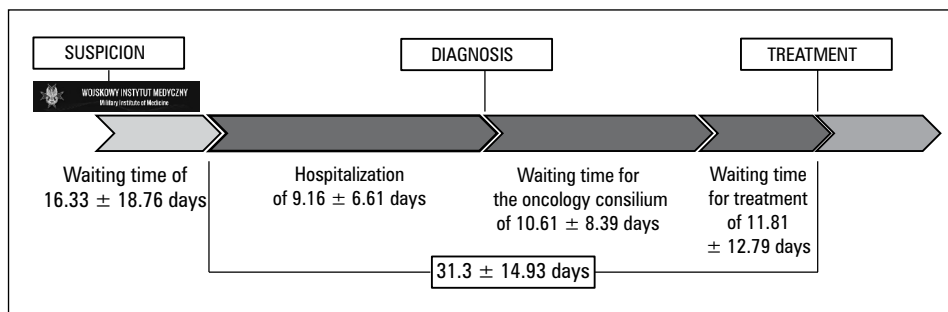 SUSPICION
DIAGNOSIS
TREATMENT
WOJSKOWY INSTYTUT MEDYCZNY
Military Institute of Medicine
Waiting time of
16.33 ± 18.76 days
Hospitalization
of 9.16 ± 6.61 days
Waiting time for
the oncology consilium
of 10.61 ± 8.39 days
Waiting time
for treatment
of 11.81
± 12.79 days
31.3 ± 14.93 days